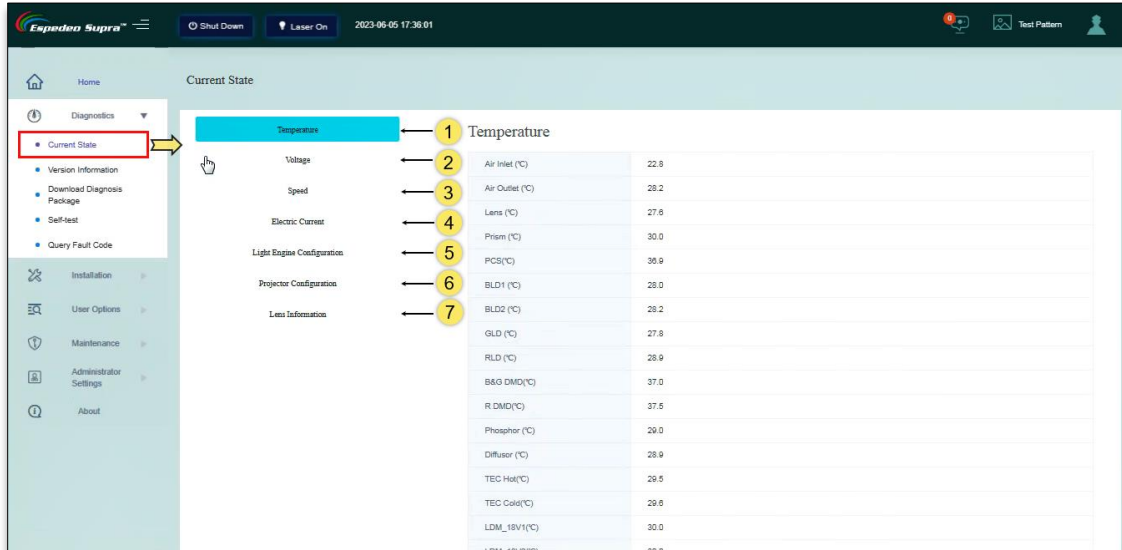 Espedeo Supra™
Shut Down
Laser On
2023-06-05 17:36:01
0
Test Pattern
Home
Current State
Diagnostics
Current State
Version Information
Download Diagnosis
Package
Self-test
Query Fault Code
Installation
User Options
Maintenance
Administrator
Settings
About
Temperature
1
Voltage
2
Speed
3
Electric Current
4
Light Engine Configuration
5
Projector Configuration
6
Lens Information
7
Temperature
Air Inlet (℃) 22.8
Air Outlet (℃) 28.2
Lens (℃) 27.6
Prism (℃) 30.0
PCS(℃) 36.9
BLD1 (℃) 28.0
BLD2 (℃) 28.2
GLD (℃) 27.8
RLD (℃) 28.9
B&G DMD(℃) 37.0
R DMD(℃) 37.5
Phosphor (℃) 29.0
Diffusor (℃) 28.9
TEC Hot(℃) 29.5
TEC Cold(℃) 29.6
LDM_18V1(℃) 30.0